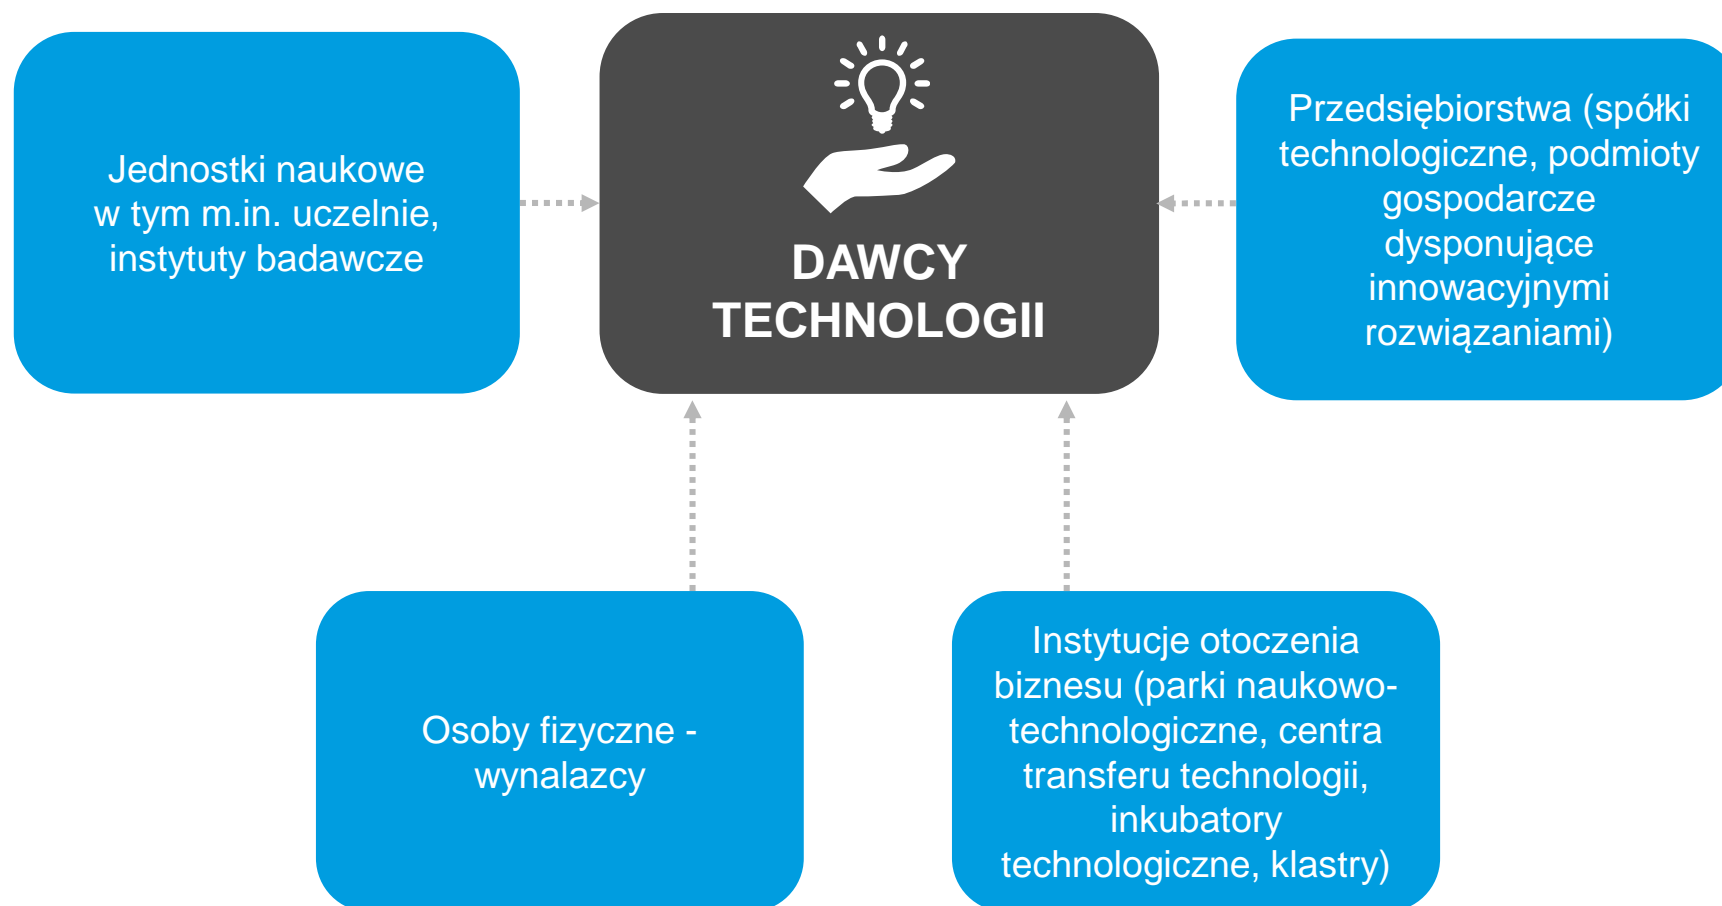 Jednostki naukowe
w tym m.in. uczelnie,
instytuty badawcze
DAWCY
TECHNOLOGII
Przedsiębiorstwa (spółki
technologiczne, podmioty
gospodarcze
dysponujące
innowacyjnymi
rozwiązaniami)
Osoby fizyczne -
wynalazcy
Instytucje otoczenia
biznesu (parki naukowo-
technologiczne, centra
transferu technologii,
inkubatory
technologiczne, klastry)